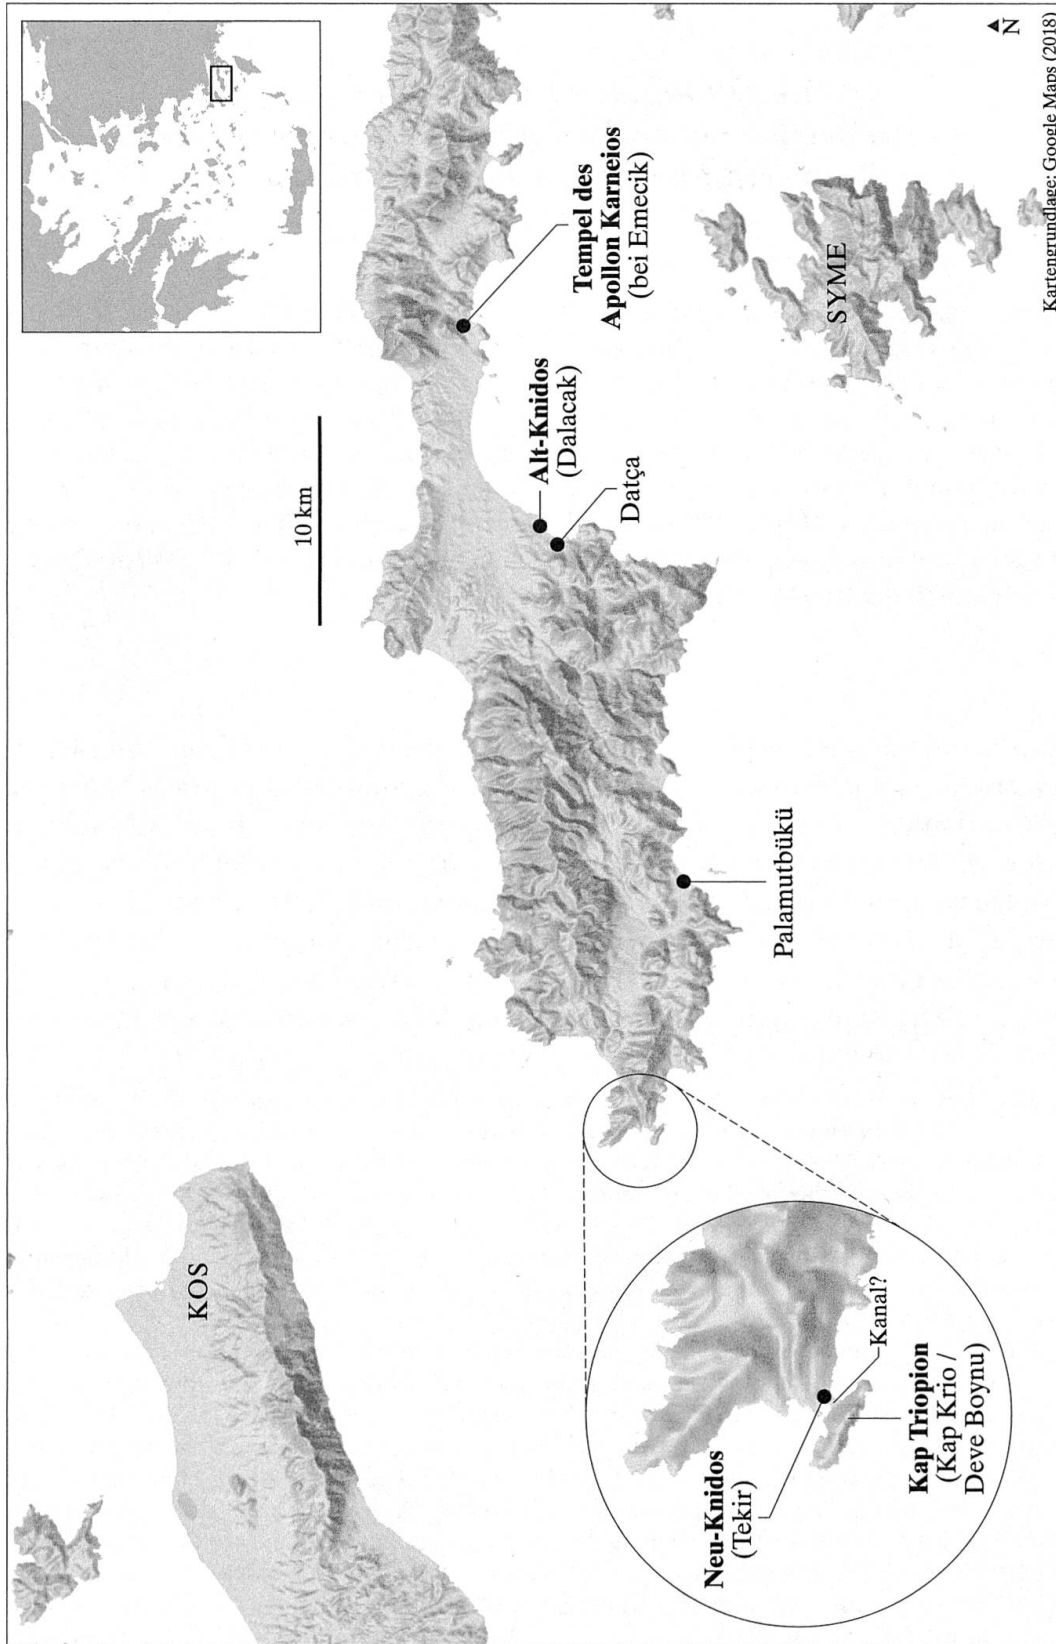 N
10 km
Tempel des
Apollon Karneios
(bei Emecik)
Alt-Knidos
(Dalacak)
Datça
SYME
KOS
Palamutbükü
Neu-Knidos
(Tekir)
Kanal?
Kap Triopion
(Kap Krio /
Deve Boynu)
Kartengrundlage: Google Maps (2018)